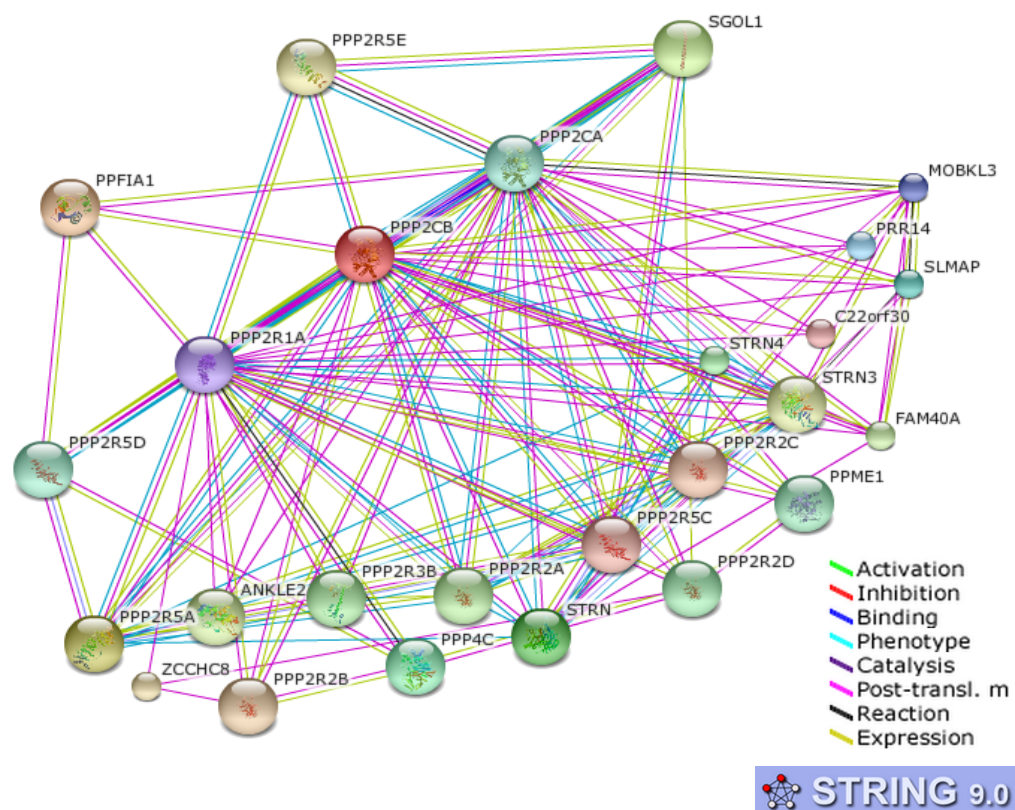 SGOL1
PPP2R5E
PPP2CA
MOBKL3
PPFIA1
PPP2CB
PRR14
SLMAP
C22orf30
PPP2R1A
STRN4
STRN3
FAM40A
PPP2R5D
PPP2R2C
PPME1
PPP2R5C
PPP2R2D
PPP2R3B
PPP2R2A
ANKLE2
STRN
PPP2R5A
PPP4C
ZCCHC8
PPP2R2B
Activation
Inhibition
Binding
Phenotype
Catalysis
Post-transl. m
Reaction
Expression
STRING 9.0